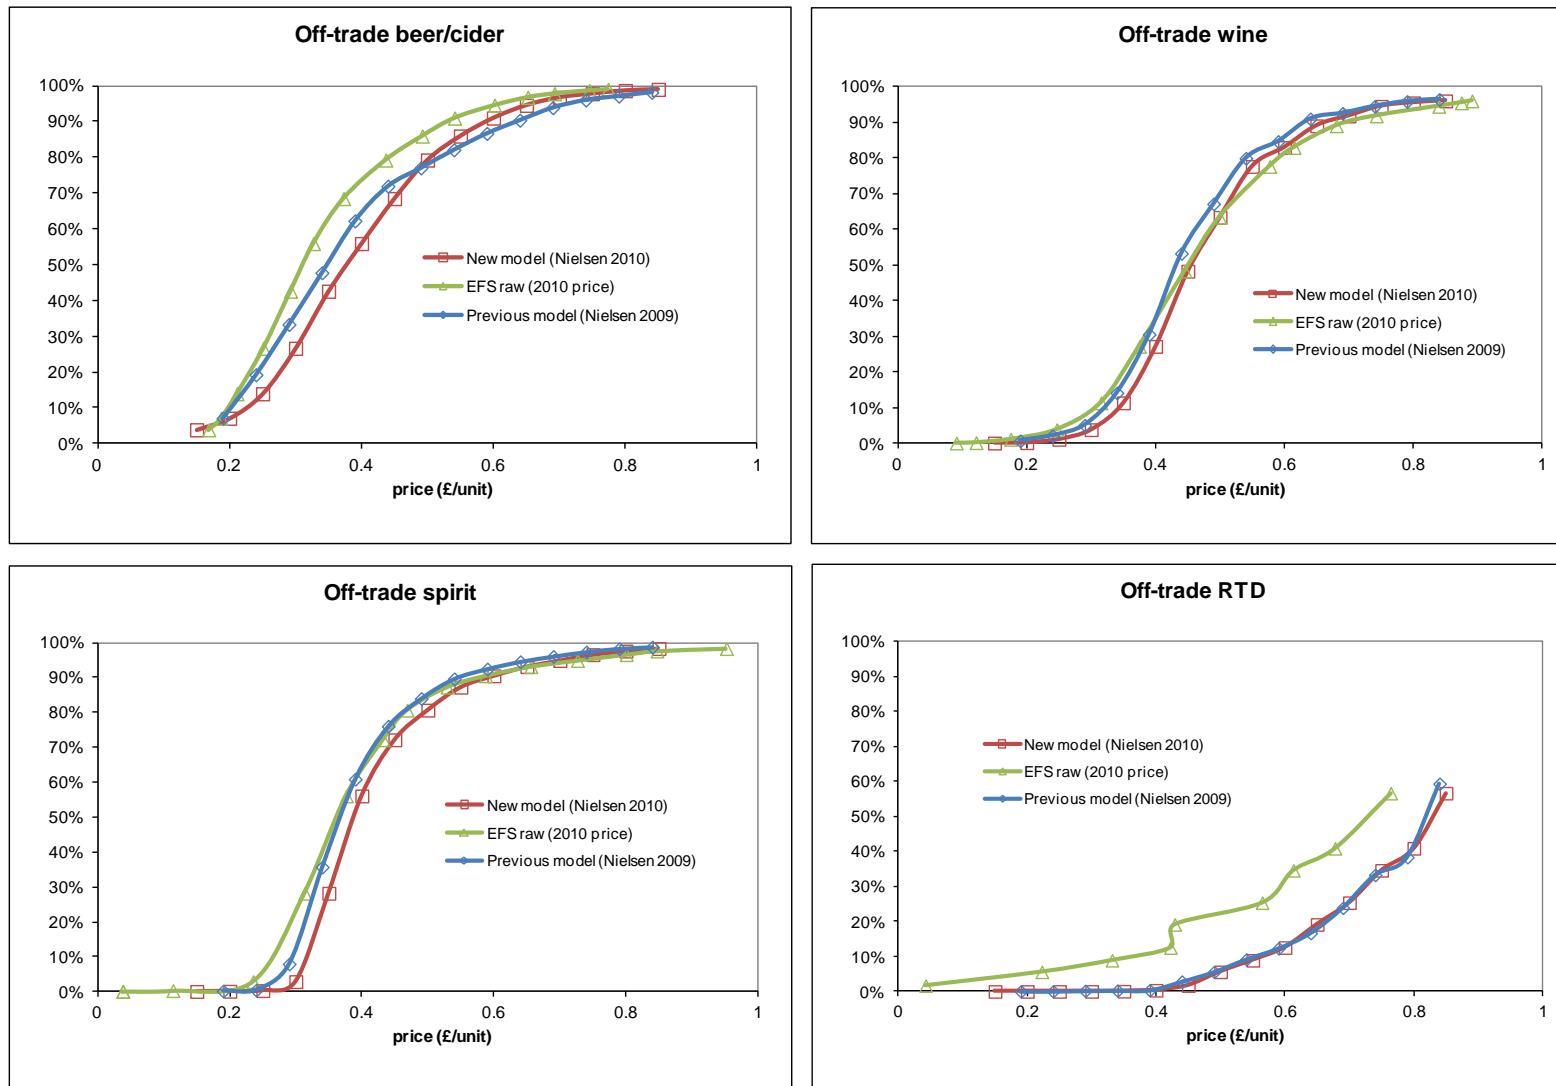 Off-trade beer/cider
100%
90%
80%
70%
60%
50%
40%
30%
20%
10%
0%
New model (Nielsen 2010)
EFS raw (2010 price)
Previous model (Nielsen 2009)
0 0.2 0.4 0.6 0.8 1
price (£/unit)
Off-trade wine
100%
90%
80%
70%
60%
50%
40%
30%
20%
10%
0%
New model (Nielsen 2010)
EFS raw (2010 price)
Previous model (Nielsen 2009)
0 0.2 0.4 0.6 0.8 1
price (£/unit)
Off-trade spirit
100%
90%
80%
70%
60%
50%
40%
30%
20%
10%
0%
New model (Nielsen 2010)
EFS raw (2010 price)
Previous model (Nielsen 2009)
0 0.2 0.4 0.6 0.8 1
price (£/unit)
Off-trade RTD
100%
90%
80%
70%
60%
50%
40%
30%
20%
10%
0%
New model (Nielsen 2010)
EFS raw (2010 price)
Previous model (Nielsen 2009)
0 0.2 0.4 0.6 0.8 1
price (£/unit)